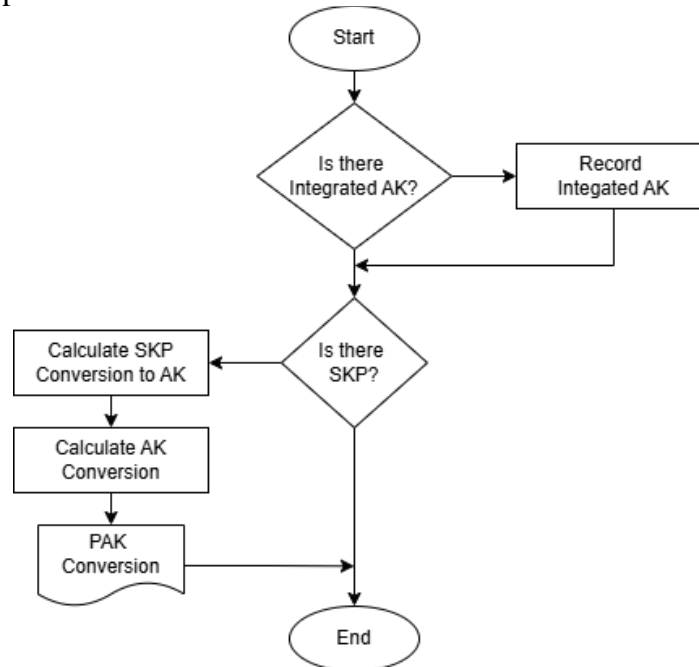 Start
Is there
Integrated AK?
Record
Integated AK
Is there
SKP?
Calculate SKP
Conversion to AK
Calculate AK
Conversion
PAK
Conversion
End